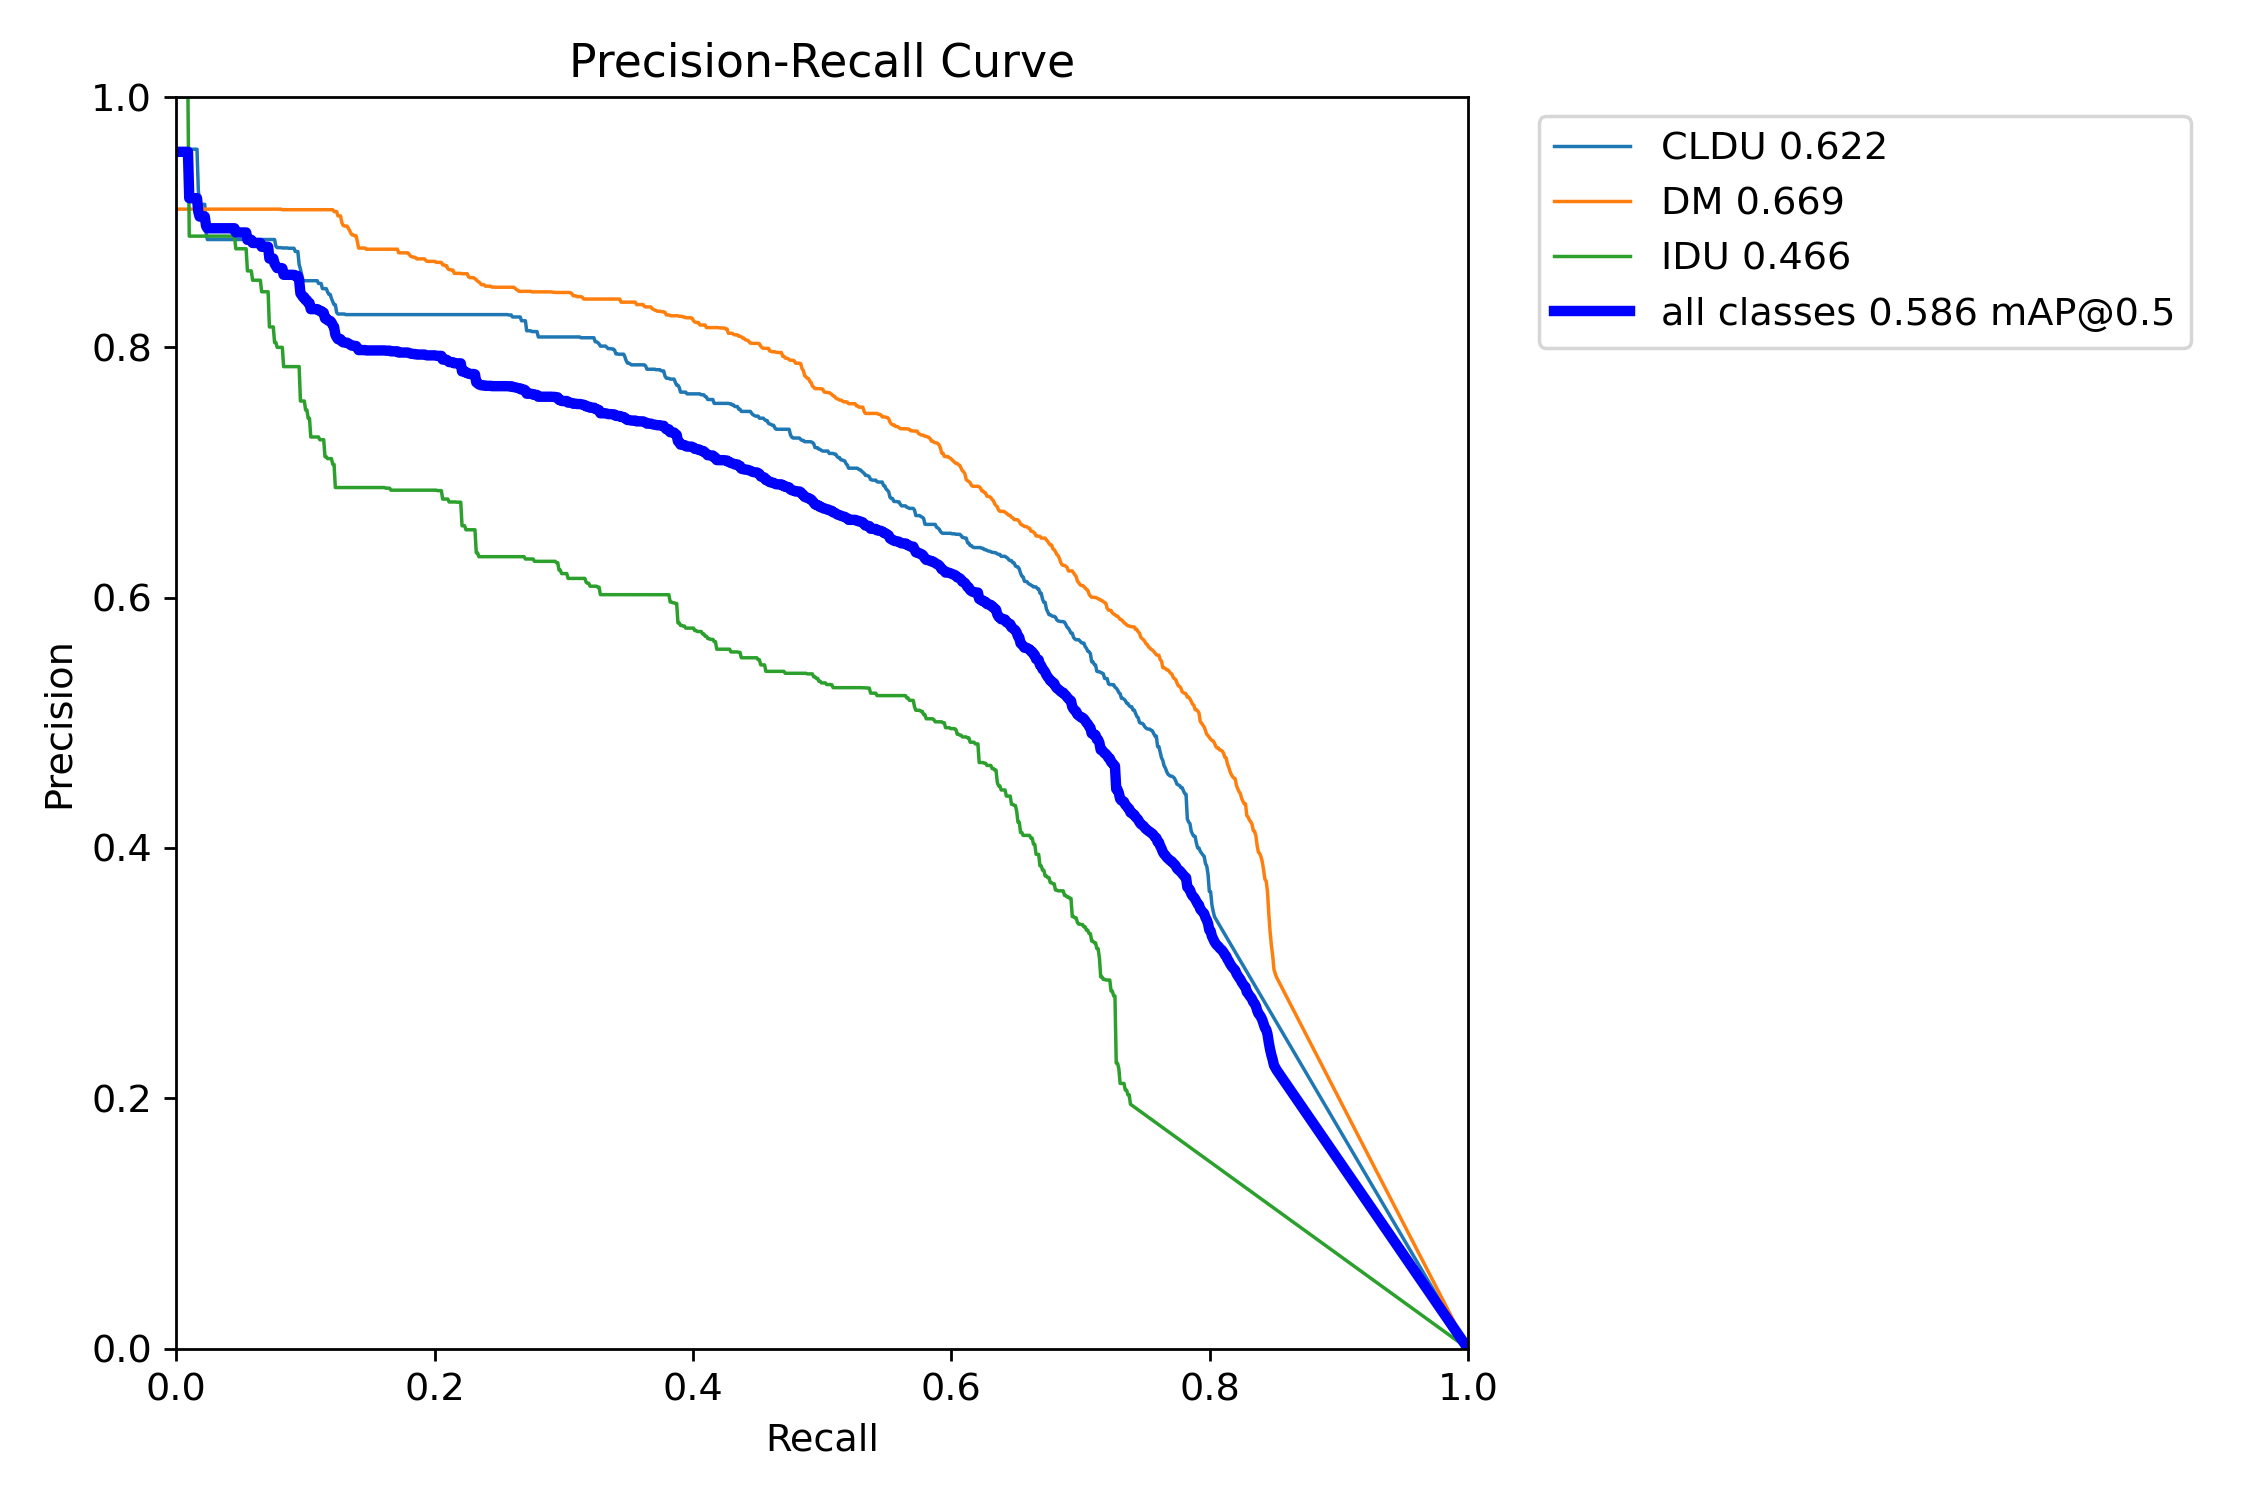 Precision-Recall Curve
1.0
0.8
0.6
0.4
0.2
0.0
Precision
0.0 0.2 0.4 0.6 0.8 1.0
Recall
CLDU 0.622
DM 0.669
IDU 0.466
all classes 0.586 mAP@0.5